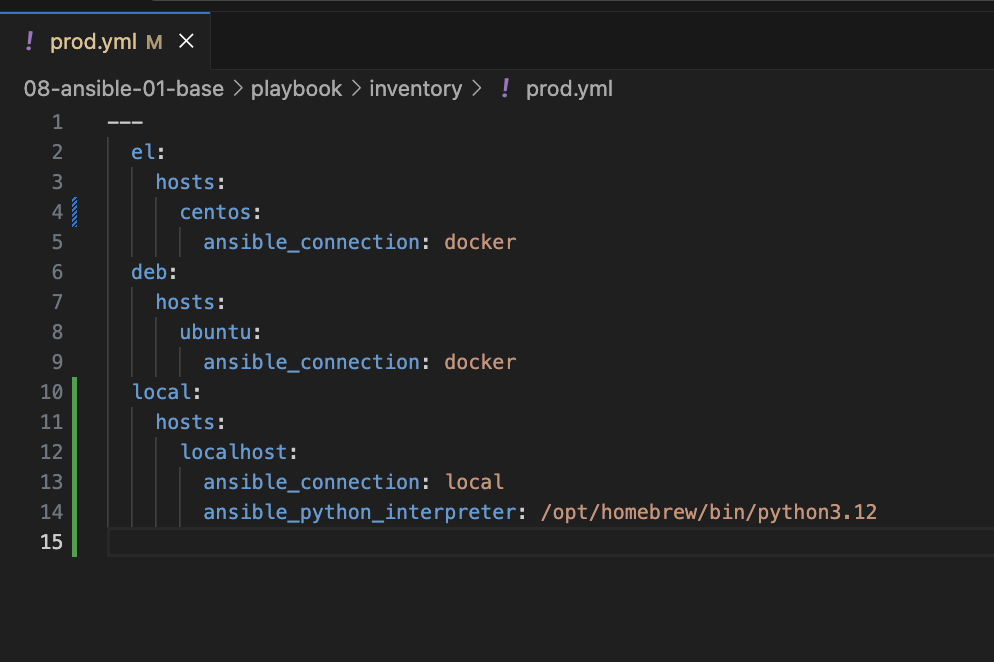 ! prod.yml M ×
08-ansible-01-base > playbook > inventory > ! prod.yml
1 ---
2   el:
3     hosts:
4       centos:
5         ansible_connection: docker
6   deb:
7     hosts:
8       ubuntu:
9         ansible_connection: docker
10   local:
11     hosts:
12       localhost:
13         ansible_connection: local
14         ansible_python_interpreter: /opt/homebrew/bin/python3.12
15